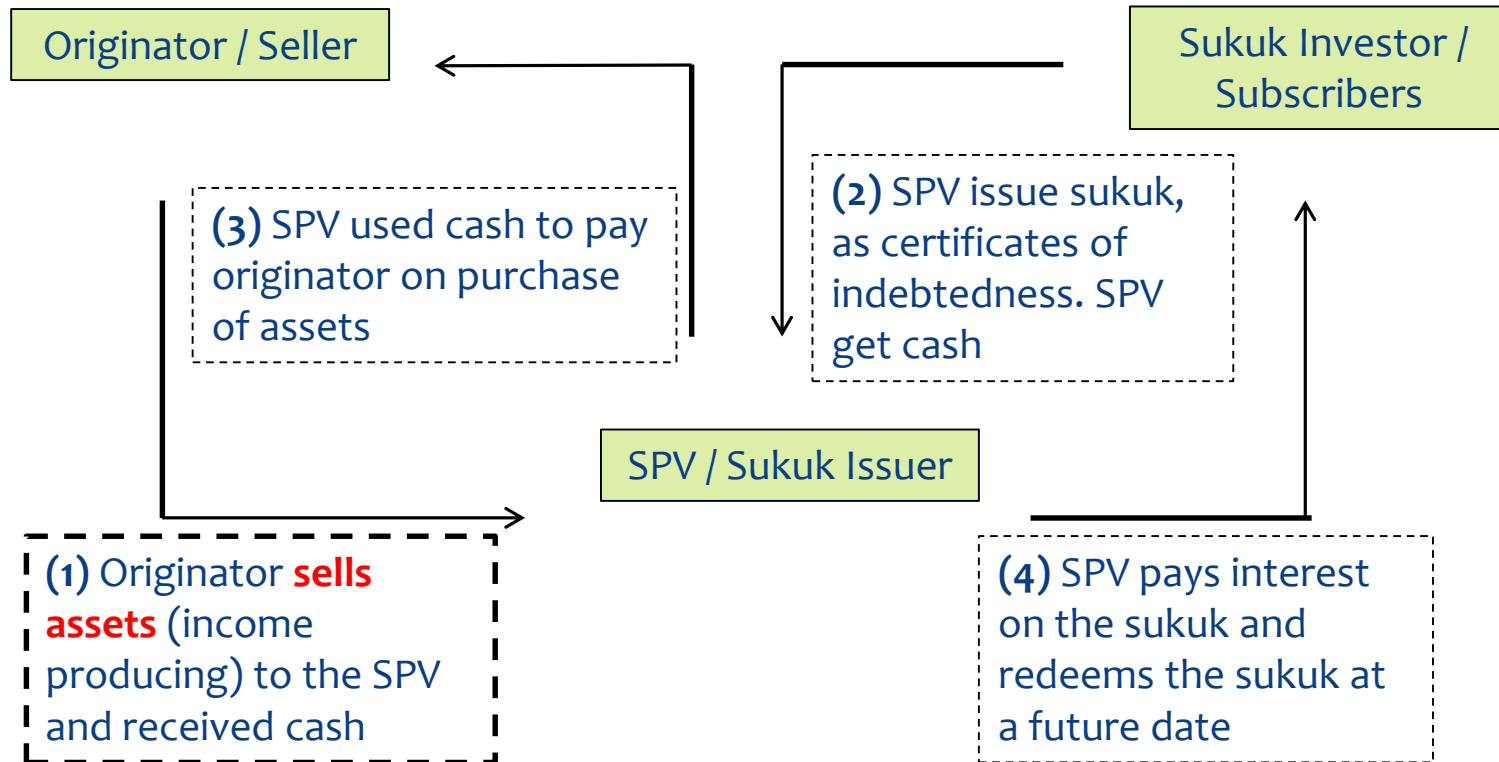 Originator / Seller
Sukuk Investor /
Subscribers
(3) SPV used cash to pay
originator on purchase
of assets
(2) SPV issue sukuk,
as certificates of
indebtedness. SPV
get cash
SPV / Sukuk Issuer
(1) Originator sells
assets (income
producing) to the SPV
and received cash
(4) SPV pays interest
on the sukuk and
redeems the sukuk at
a future date